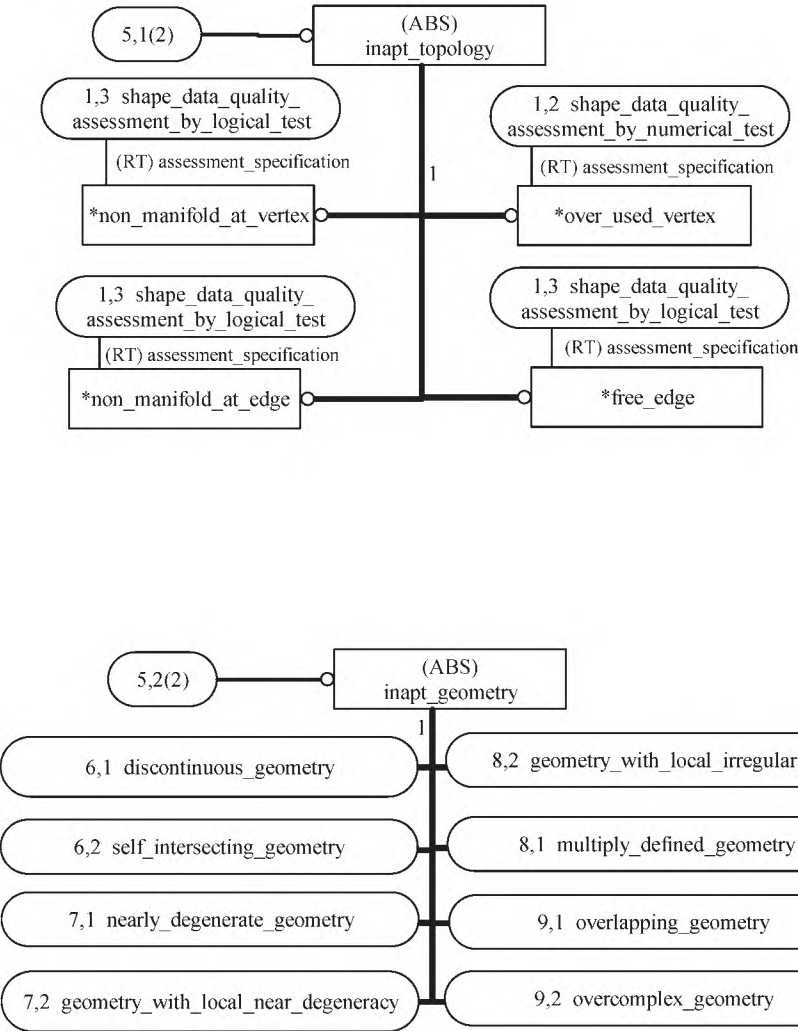 5,1(2)
(ABS)
inapt_topology
1,3 shape_data_quality_
assessment_by_logical_test
1,2 shape_data_quality_
assessment_by_numerical_test
(RT) assessment_specification
(RT) assessment_specification
1
*non_manifold_at_vertex
*over_used_vertex
1,3 shape_data_quality_
assessment_by_logical_test
1,3 shape_data_quality_
assessment_by_logical_test
(RT) assessment_specification
(RT) assessment_specification
*non_manifold_at_edge
*free_edge
5,2(2)
(ABS)
inapt_geometry
1
6,1 discontinuous_geometry
8,2 geometry_with_local_irregular
6,2 self_intersecting_geometry
8,1 multiply_defined_geometry
7,1 nearly_degenerate_geometry
9,1 overlapping_geometry
7,2 geometry_with_local_near_degeneracy
9,2 overcomplex_geometry